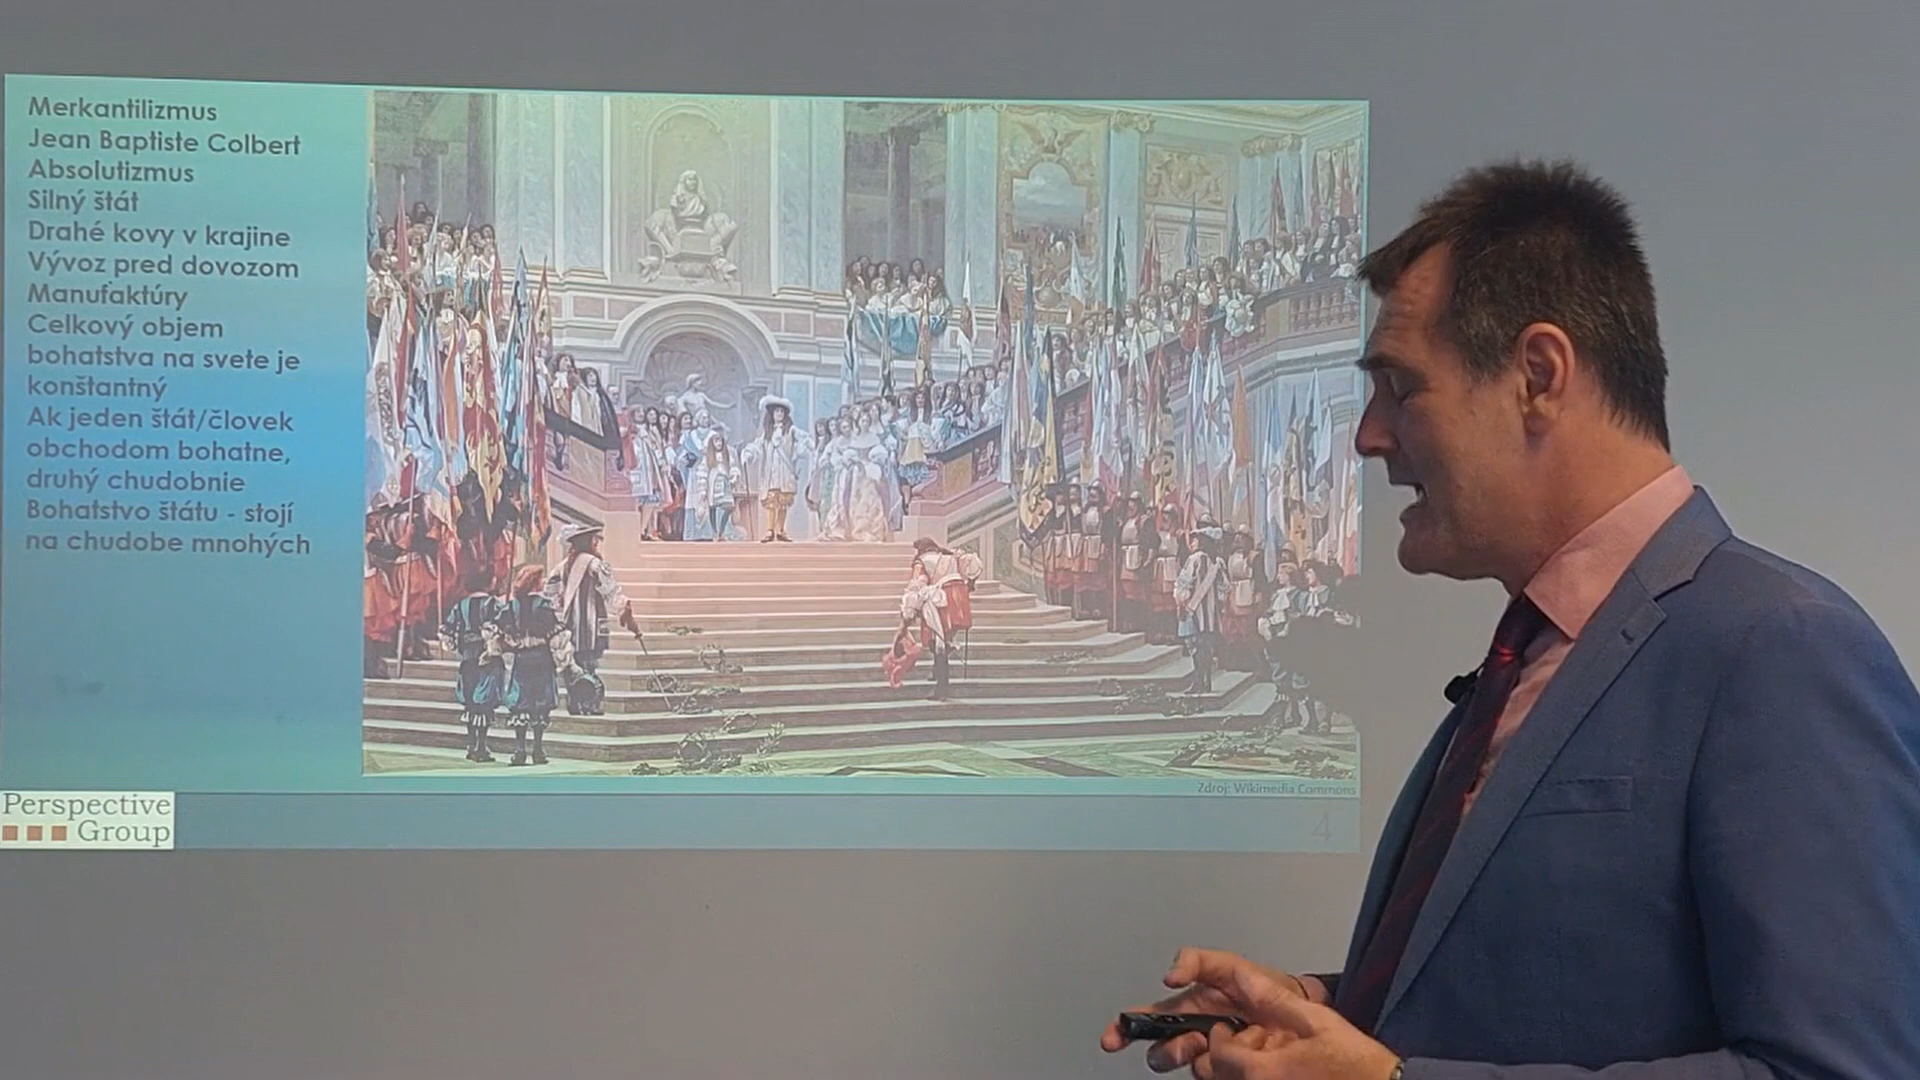 Merkantilizmus
Jean Baptiste Colbert
Absolutizmus
Silný štát
Drahé kovy v krajine
Vývoz pred dovozom
Manufaktúry
Celkový objem
bohatstva na svete je
konštantný
Ak jeden štát/človek
obchodom bohatne,
druhý chudobnie
Bohatstvo štátu - stojí
na chudobe mnohých
Zdroj: Wikimedia Commons
Perspective
Group
4